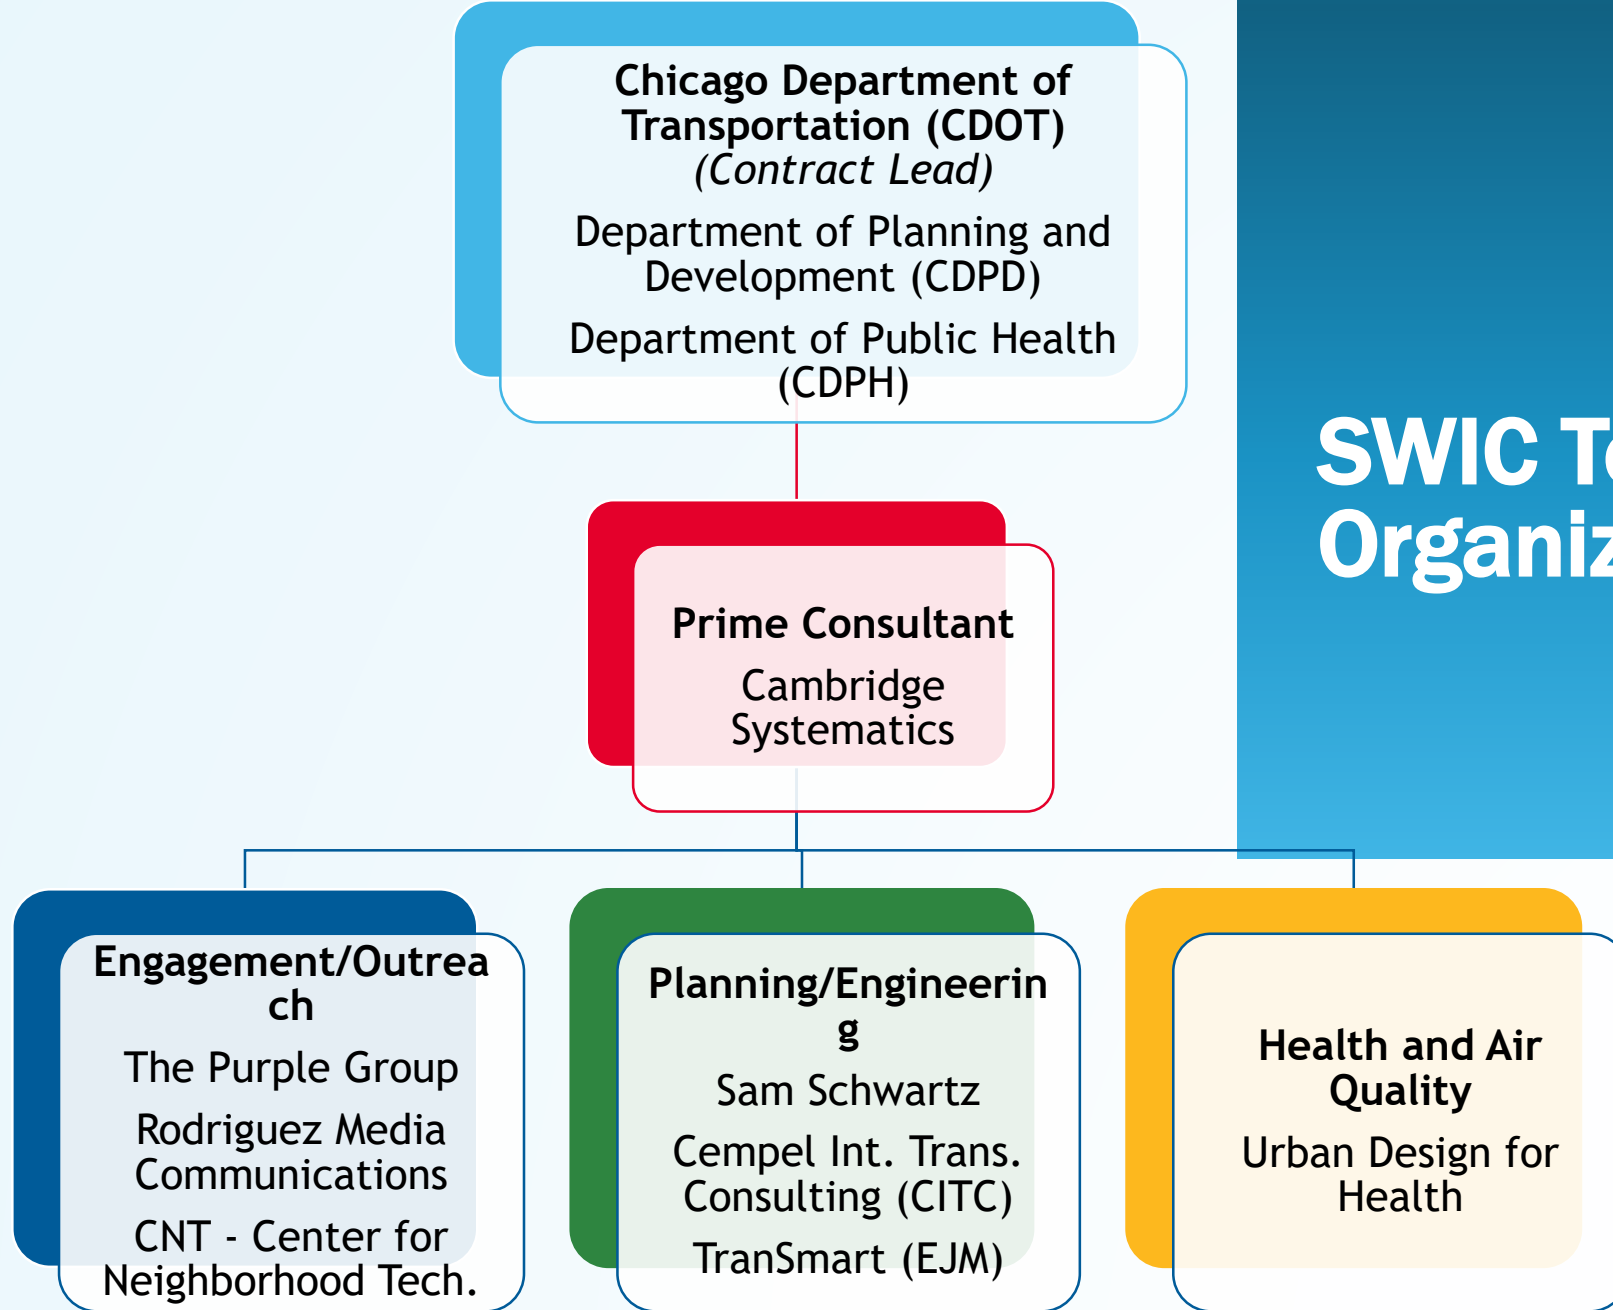 Chicago Department of
Transportation (CDOT)
(Contract Lead)
Department of Planning and
Development (CDPD)
Department of Public Health
(CDPH)
SWIC
Prime Consultant
Cambridge
Systematics
Engagement/Outrea
ch
The Purple Group
Rodriguez Media
Communications
CNT - Center for
Neighborhood Tech.
Planning/Engineerin
g
Sam Schwartz
Cempel Int. Trans.
Consulting (CITC)
TranSmart (EJM)
Health and Air
Quality
Urban Design for
Health